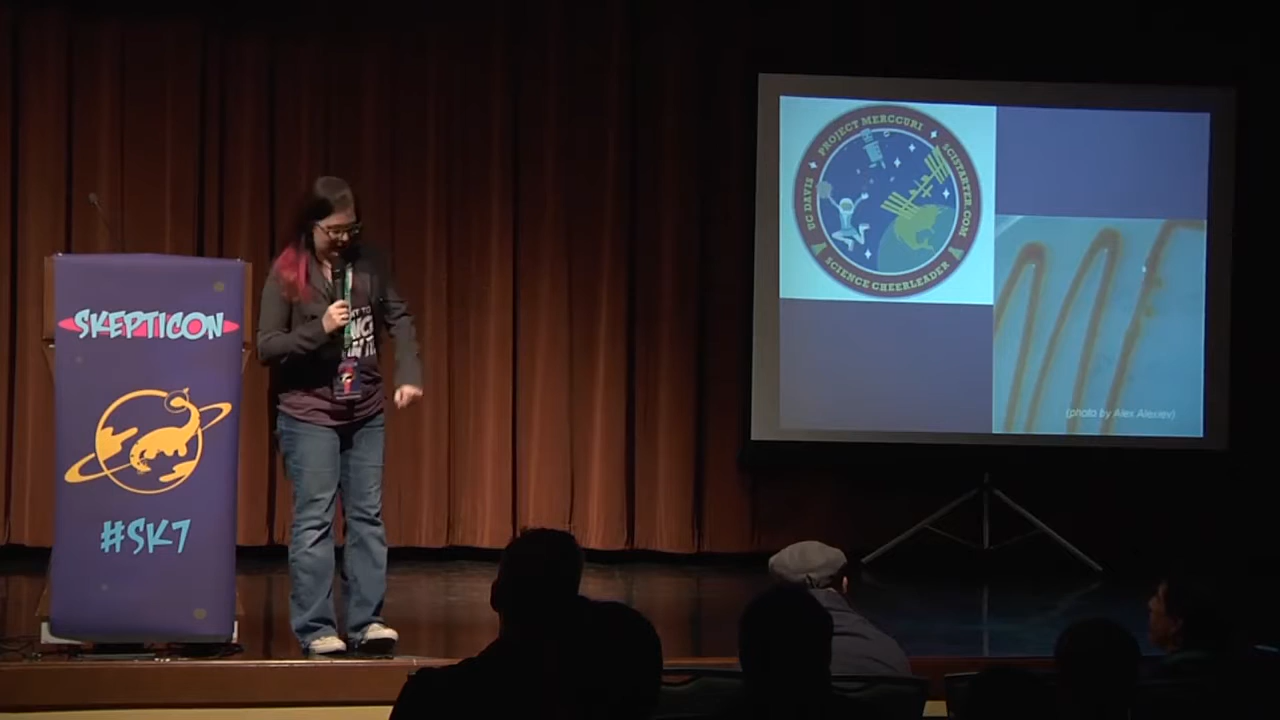 SKEPTICON
#SK7
PROJECT MERCCURI
SCISTARTER.COM
SCIENCE CHEERLEADER
UC DAVIS
(photo by Alex Alexiev)